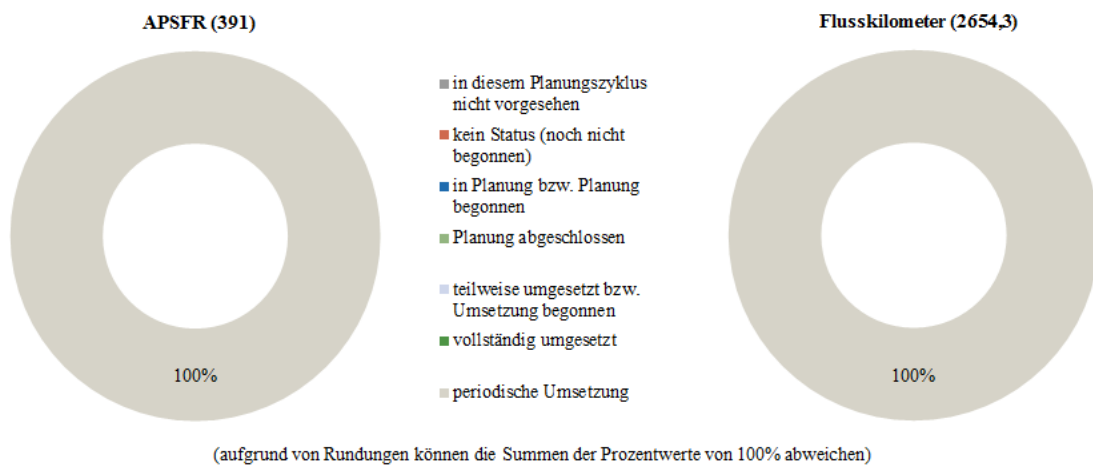 APSFR (391)
Flusskilometer (2654,3)
in diesem Planungszyklus
nicht vorgesehen
kein Status (noch nicht
begonnen)
in Planung bzw. Planung
begonnen
Planung abgeschlossen
teilweise umgesetzt bzw.
Umsetzung begonnen
vollständig umgesetzt
periodische Umsetzung
100%
100%
(aufgrund von Rundungen können die Summen der Prozentwerte von 100% abweichen)